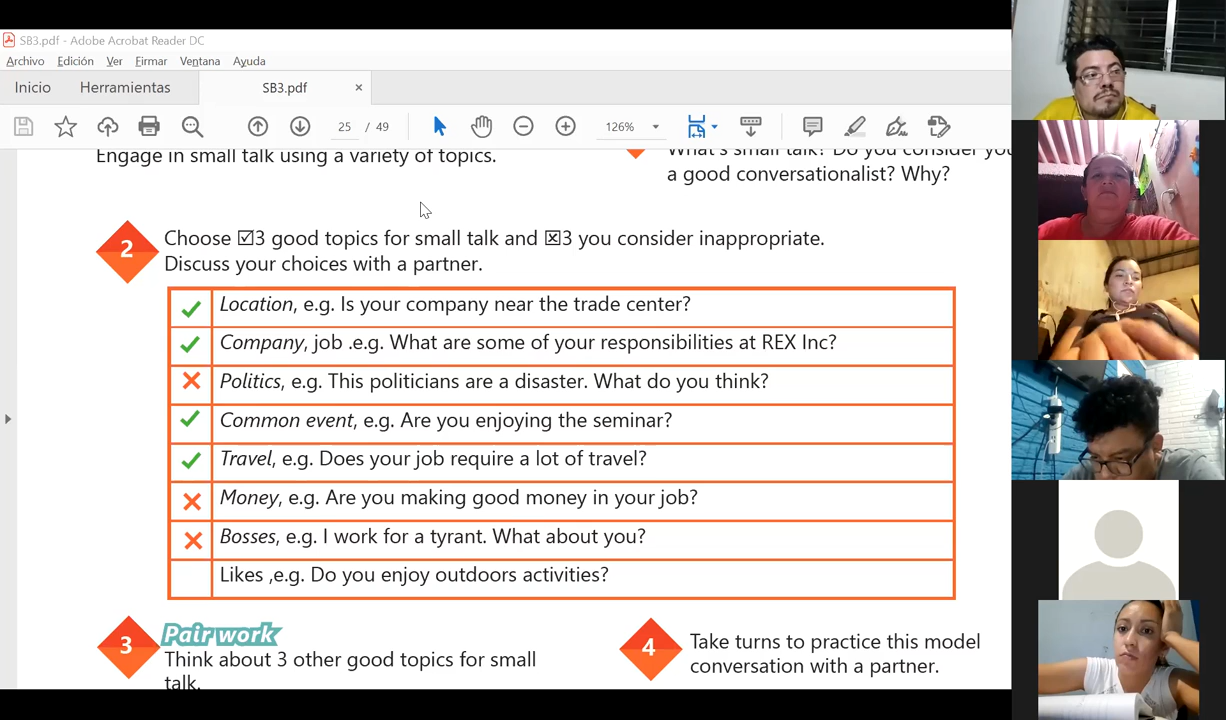 SB3.pdf - Adobe Acrobat Reader DC
Archivo Edición Ver Firmar Ventana Ayuda
Inicio Herramientas SB3.pdf ×
25 / 49 126%
Engage in small talk using a variety of topics.
What's small talk? Do you consider you
a good conversationalist? Why?
2
Choose ☑3 good topics for small talk and ☒3 you consider inappropriate.
Discuss your choices with a partner.
✓ Location, e.g. Is your company near the trade center?
✓ Company, job .e.g. What are some of your responsibilities at REX Inc?
✕ Politics, e.g. This politicians are a disaster. What do you think?
✓ Common event, e.g. Are you enjoying the seminar?
✓ Travel, e.g. Does your job require a lot of travel?
✕ Money, e.g. Are you making good money in your job?
✕ Bosses, e.g. I work for a tyrant. What about you?
Likes ,e.g. Do you enjoy outdoors activities?
3 Pair work
Think about 3 other good topics for small
talk.
4
Take turns to practice this model
conversation with a partner.